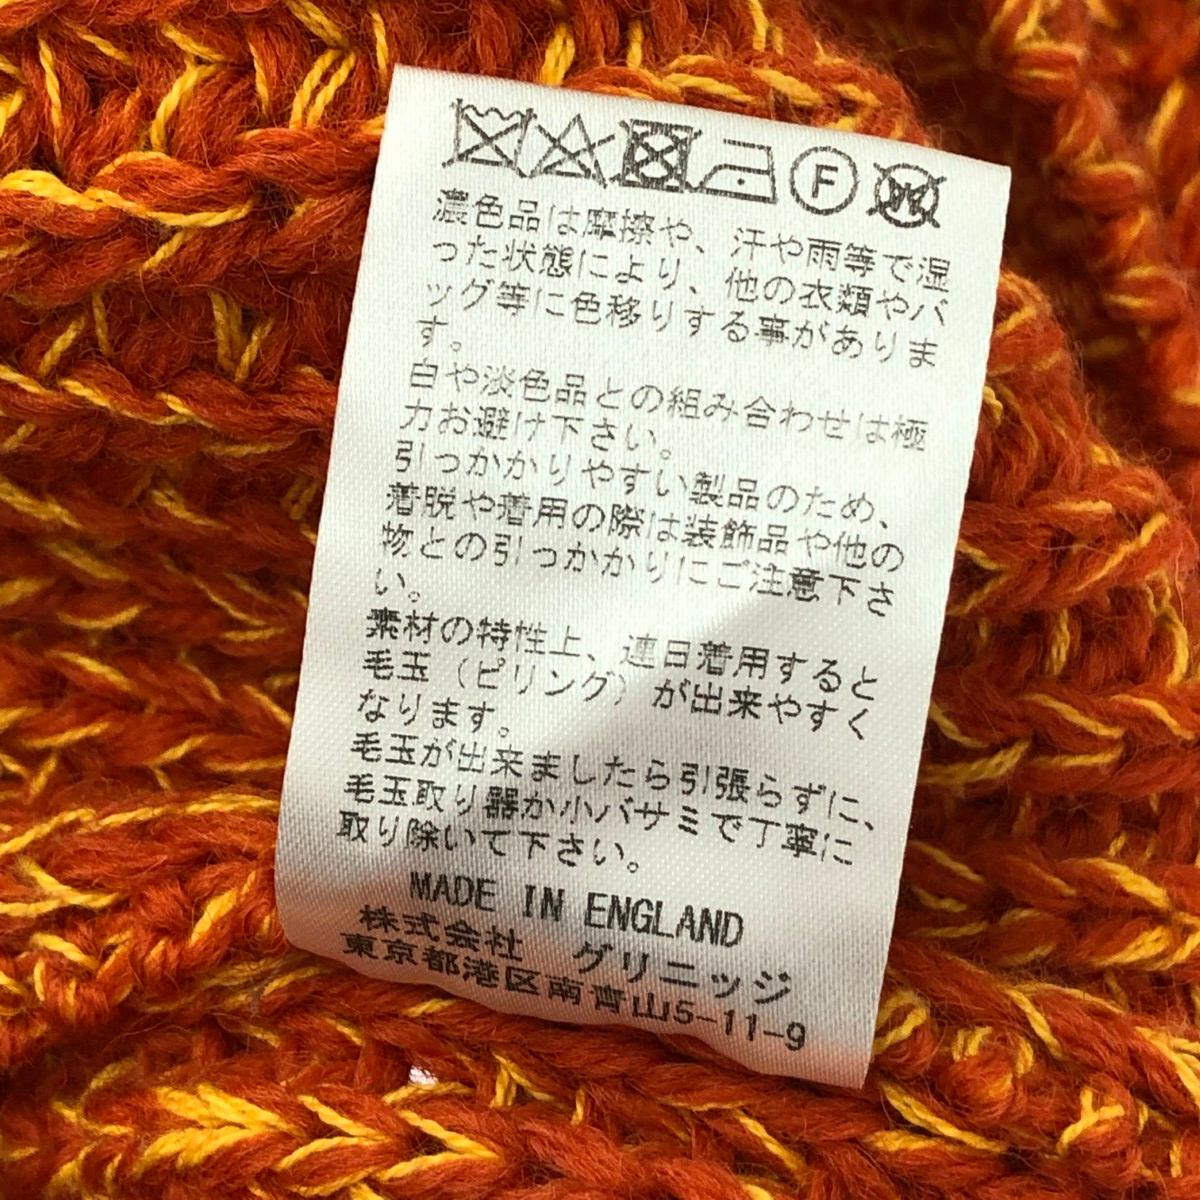 F W
濃色品は摩擦や、汗や雨等で湿
った状態により、他の衣類やバ
ッグ等に色移りする事がありま
す。
白や淡色品との組み合わせは極
力お避け下さい。
引っかかりやすい製品のため、
着脱や着用の際は装飾品や他の
物との引っかかりにご注意下さ
い。
素材の特性上、連日着用すると
毛玉（ピリング）が出来やすく
なります。
毛玉が出来ましたら引張らずに、
毛玉取り器か小バサミで丁寧に
取り除いて下さい。
MADE IN ENGLAND
株式会社 グリニッジ
東京都港区南青山5-11-9